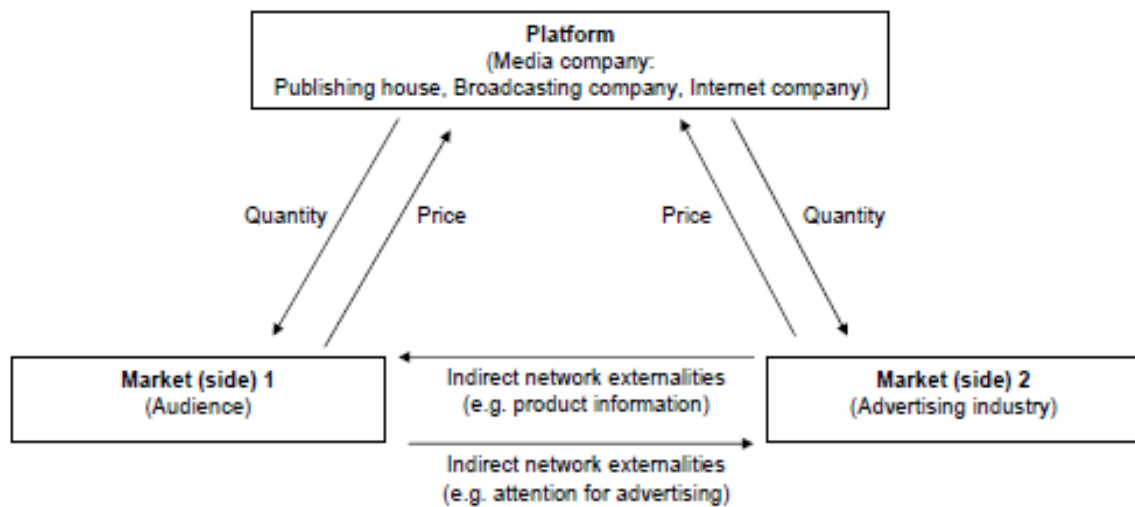 Platform
(Media company:
Publishing house, Broadcasting company, Internet company)
Quantity
Price
Price
Quantity
Market (side) 1
(Audience)
Indirect network externalities
(e.g. product information)
Market (side) 2
(Advertising industry)
Indirect network externalities
(e.g. attention for advertising)